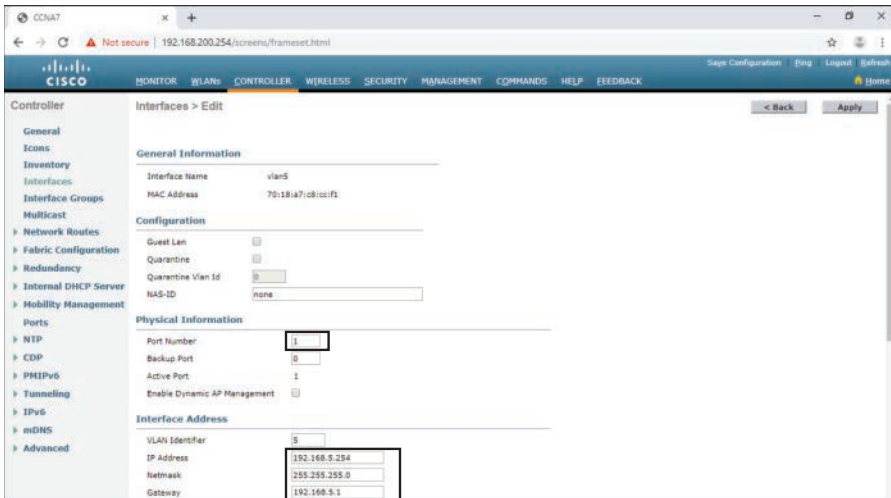 CCNA7
Not secure | 192.168.200.254/screens/frameset.html
Save Configuration Ping Logout Refresh
CISCO MONITOR WLANs CONTROLLER WIRELESS SECURITY MANAGEMENT COMMANDS HELP FEEDBACK Home
Controller Interfaces > Edit < Back Apply
General
Icons
Inventory
Interfaces
Interface Groups
Multicast
Network Routes
Fabric Configuration
Redundancy
Internal DHCP Server
Mobility Management
Ports
NTP
CDP
PMIPv6
Tunneling
IPv6
mDNS
Advanced
General Information
Interface Name vlan5
MAC Address 70:18:a7:c8:cc:f1
Configuration
Guest Lan
Quarantine
Quarantine Vlan Id 0
NAS-ID none
Physical Information
Port Number 1
Backup Port 0
Active Port 1
Enable Dynamic AP Management
Interface Address
VLAN Identifier 5
IP Address 192.168.5.254
Netmask 255.255.255.0
Gateway 192.168.5.1